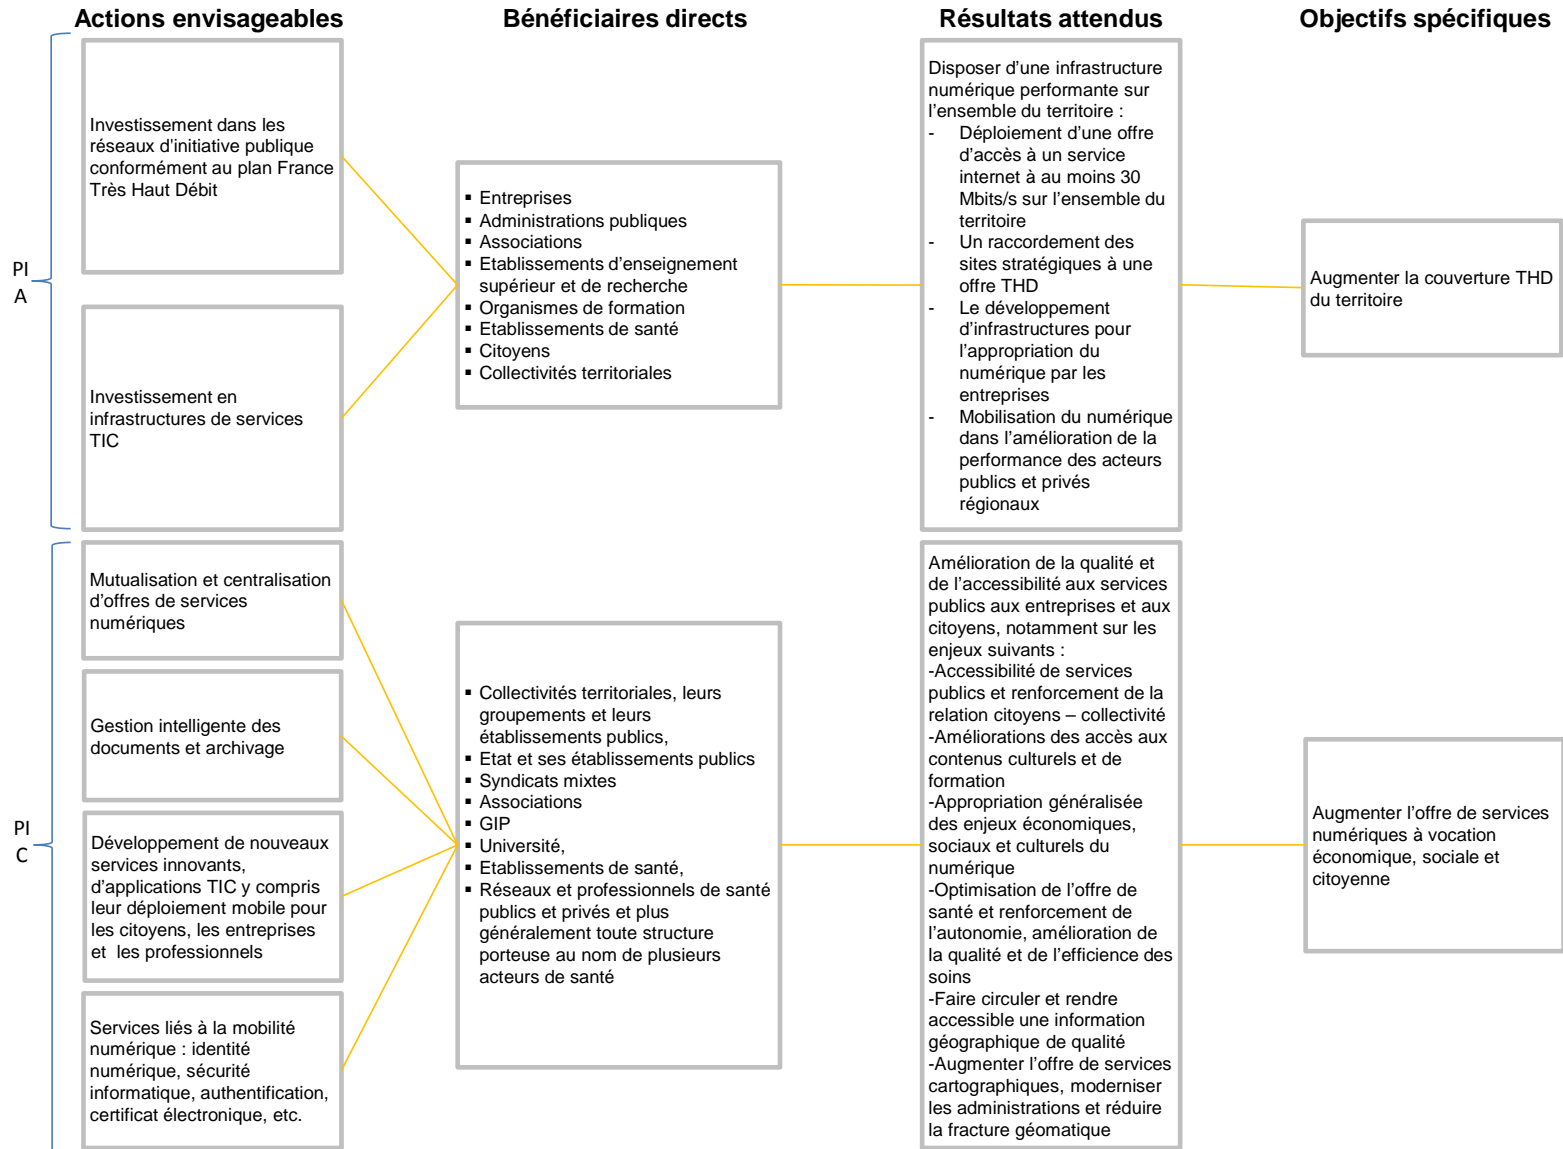 Actions envisageables
Bénéficiaires directs
Résultats attendus
Objectifs spécifiques
PI
A
Investissement dans les
réseaux d'initiative publique
conformément au plan France
Très Haut Débit
Investissement en
infrastructures de services
TIC
▪ Entreprises
▪ Administrations publiques
▪ Associations
▪ Etablissements d'enseignement
supérieur et de recherche
▪ Organismes de formation
▪ Etablissements de santé
▪ Citoyens
▪ Collectivités territoriales
Disposer d'une infrastructure
numérique performante sur
l'ensemble du territoire :
- Déploiement d'une offre
d'accès à un service
internet à au moins 30
Mbits/s sur l'ensemble du
territoire
- Un raccordement des
sites stratégiques à une
offre THD
- Le développement
d'infrastructures pour
l'appropriation du
numérique par les
entreprises
- Mobilisation du numérique
dans l'amélioration de la
performance des acteurs
publics et privés
régionaux
Augmenter la couverture THD
du territoire
PI
C
Mutualisation et centralisation
d'offres de services
numériques
Gestion intelligente des
documents et archivage
Développement de nouveaux
services innovants,
d'applications TIC y compris
leur déploiement mobile pour
les citoyens, les entreprises
et les professionnels
Services liés à la mobilité
numérique : identité
numérique, sécurité
informatique, authentification,
certificat électronique, etc.
▪ Collectivités territoriales, leurs
groupements et leurs
établissements publics,
▪ Etat et ses établissements publics
▪ Syndicats mixtes
▪ Associations
▪ GIP
▪ Université,
▪ Etablissements de santé,
▪ Réseaux et professionnels de santé
publics et privés et plus
généralement toute structure
porteuse au nom de plusieurs
acteurs de santé
Amélioration de la qualité et
de l'accessibilité aux services
publics aux entreprises et aux
citoyens, notamment sur les
enjeux suivants :
-Accessibilité de services
publics et renforcement de la
relation citoyens – collectivité
-Améliorations des accès aux
contenus culturels et de
formation
-Appropriation généralisée
des enjeux économiques,
sociaux et culturels du
numérique
-Optimisation de l'offre de
santé et renforcement de
l'autonomie, amélioration de
la qualité et de l'efficience des
soins
-Faire circuler et rendre
accessible une information
géographique de qualité
-Augmenter l'offre de services
cartographiques, moderniser
les administrations et réduire
la fracture géomatique
Augmenter l'offre de services
numériques à vocation
économique, sociale et
citoyenne